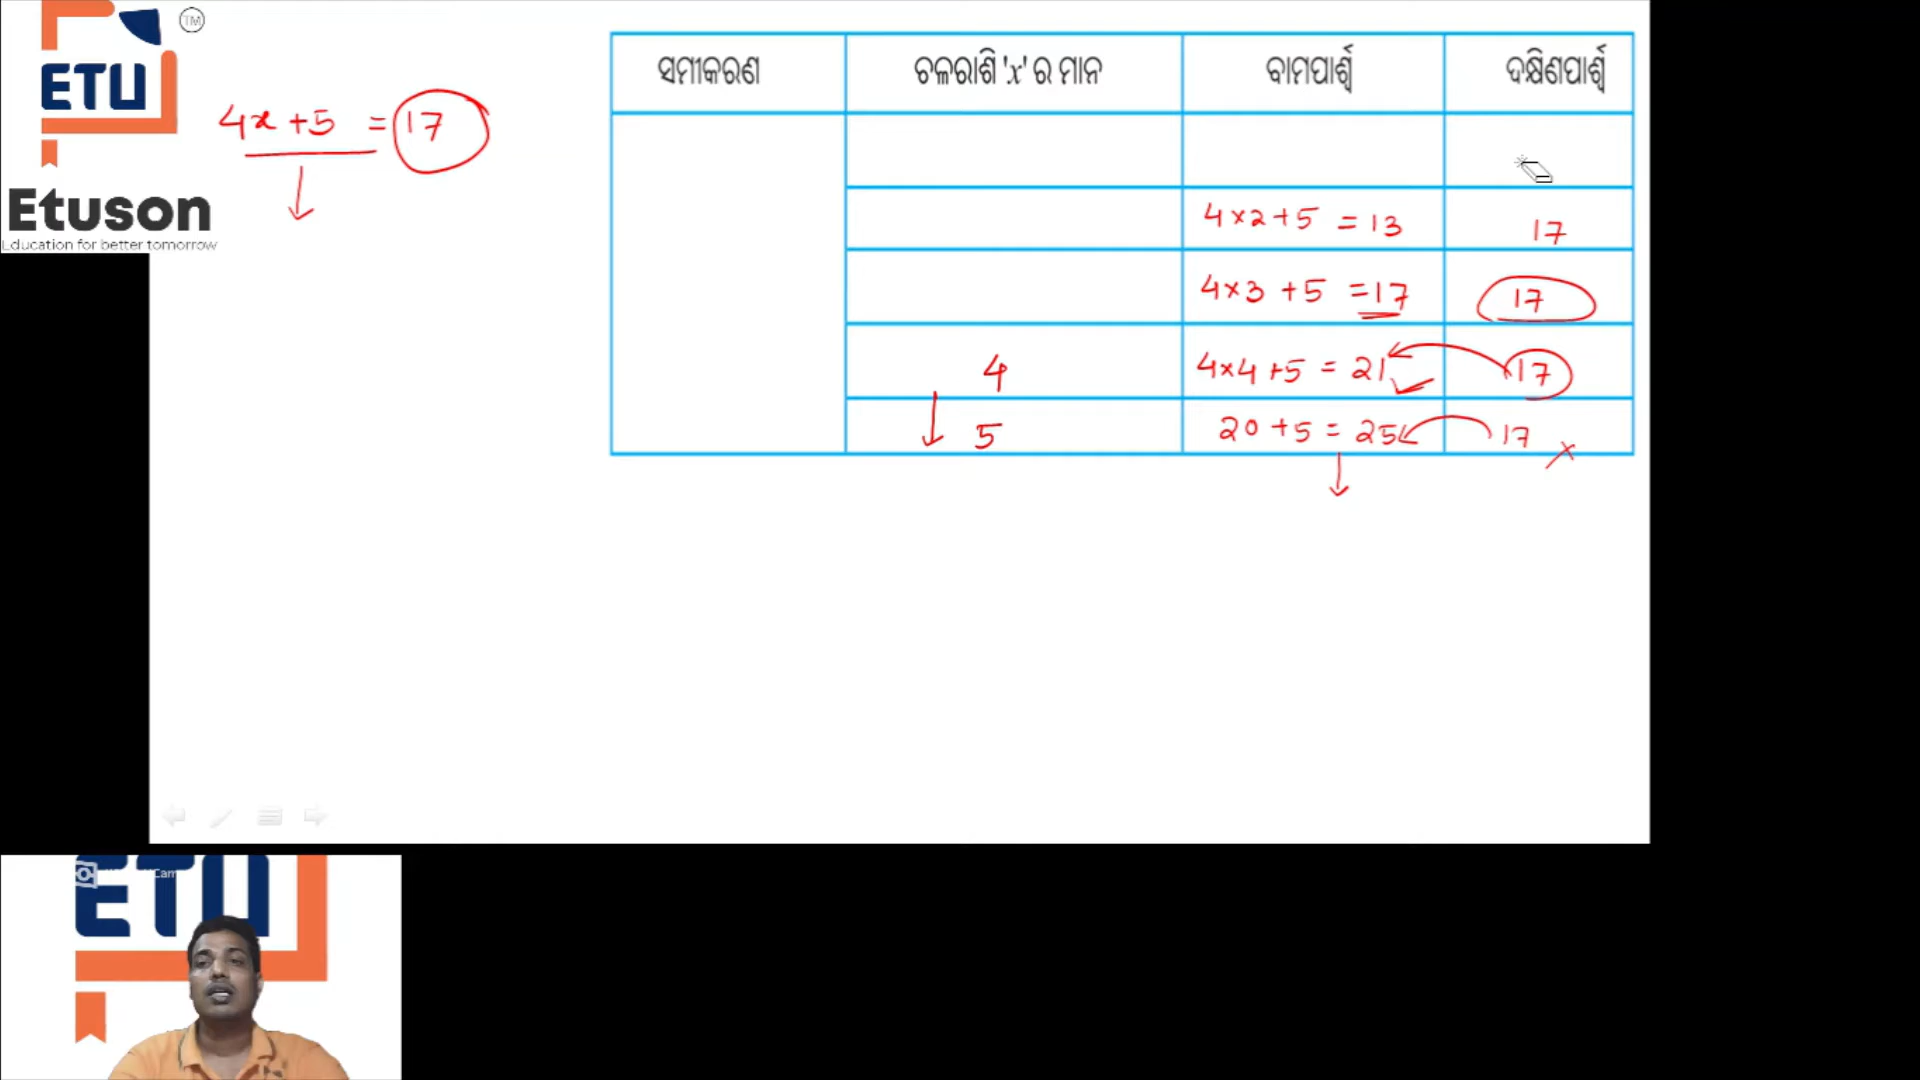 TM
ETU
Etuson
Education for better tomorrow
4x + 5 = 17
ସମୀକରଣ ଚଳରାଶି 'x' ର ମାନ ବାମପାର୍ଶ୍ଵ ଦକ୍ଷିଣପାର୍ଶ୍ଵ
4 × 2 + 5 = 13 17
4 × 3 + 5 = 17 17
4 4 × 4 + 5 = 21 17
5 20 + 5 = 25 17 ×
ETU